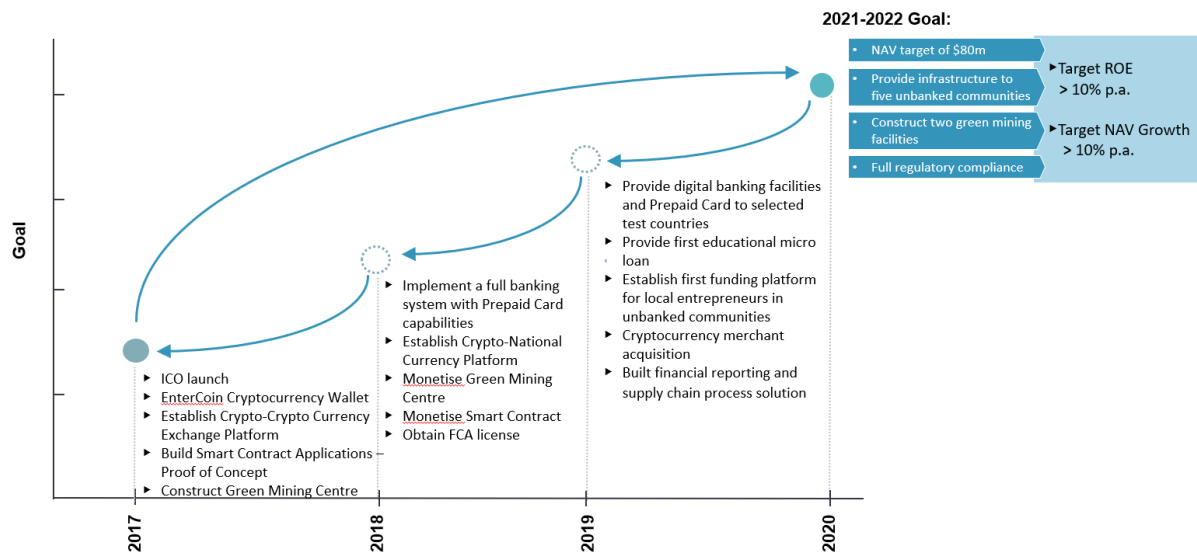 2021-2022 Goal:
• NAV target of $80m
• Provide infrastructure to
five unbanked communities
• Construct two green mining
facilities
• Full regulatory compliance
►Target ROE
> 10% p.a.
►Target NAV Growth
> 10% p.a.
Goal
► Provide digital banking facilities
and Prepaid Card to selected
test countries
► Provide first educational micro
loan
► Establish first funding platform
for local entrepreneurs in
unbanked communities
► Cryptocurrency merchant
acquisition
► Built financial reporting and
supply chain process solution
► Implement a full banking
system with Prepaid Card
capabilities
► Establish Crypto-National
Currency Platform
► Monetise Green Mining
Centre
► Monetise Smart Contract
► Obtain FCA license
► ICO launch
► EnterCoin Cryptocurrency Wallet
► Establish Crypto-Crypto Currency
Exchange Platform
► Build Smart Contract Applications –
Proof of Concept
► Construct Green Mining Centre
2017
2018
2019
2020